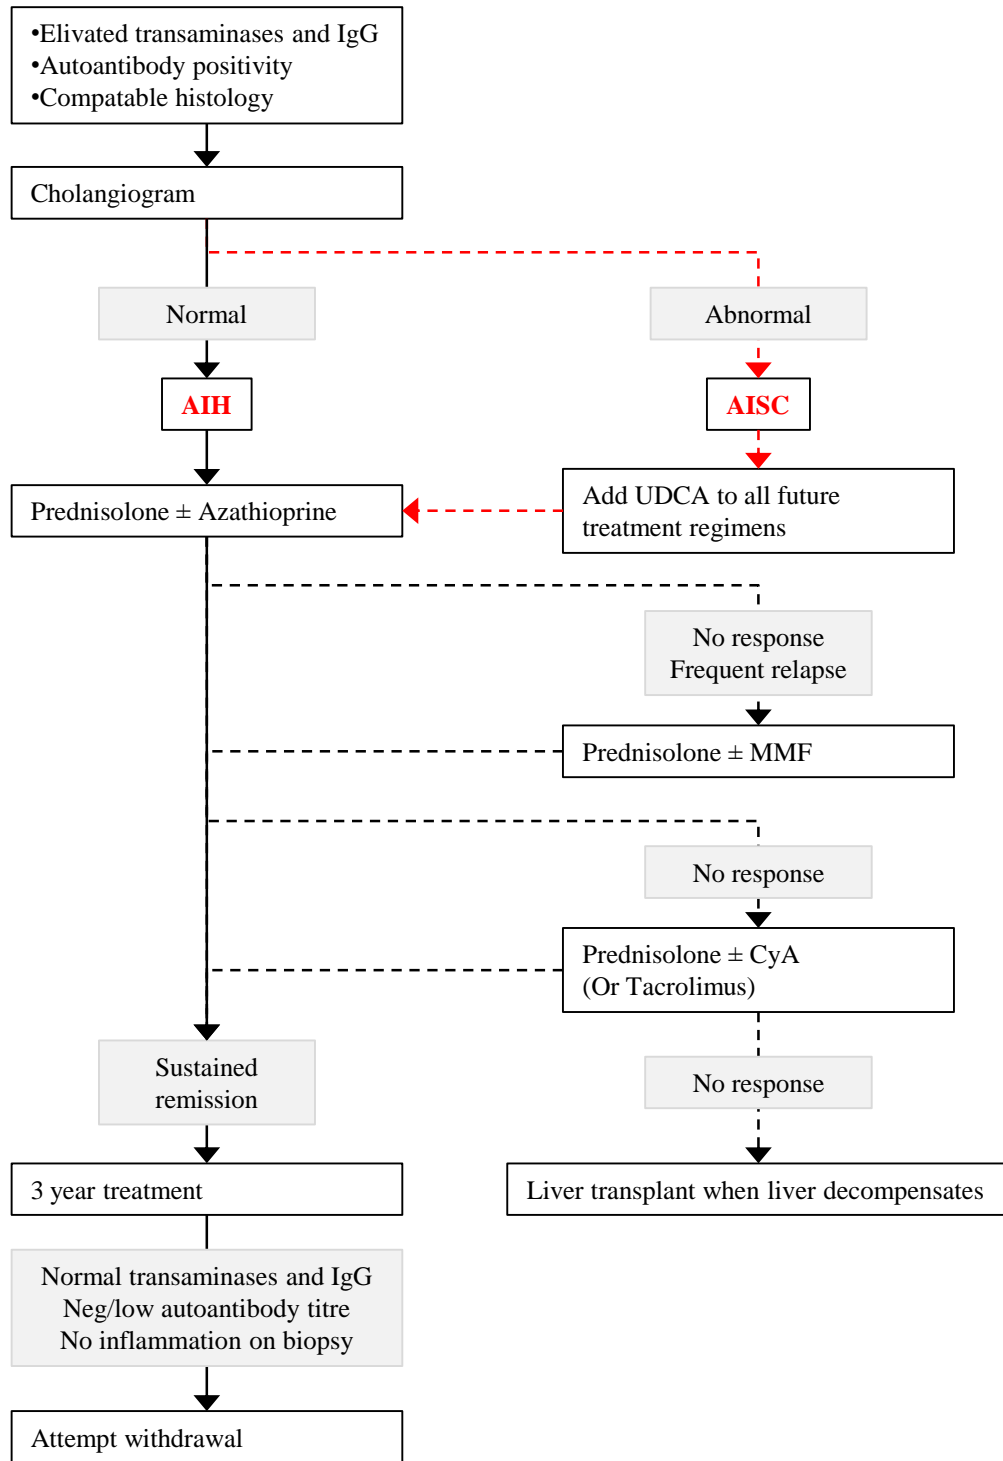 •Elivated transaminases and IgG
•Autoantibody positivity
•Compatable histology
Cholangiogram
Normal
Abnormal
AIH
AISC
Prednisolone ± Azathioprine
Add UDCA to all future
treatment regimens
No response
Frequent relapse
Prednisolone ± MMF
No response
Prednisolone ± CyA
(Or Tacrolimus)
Sustained
remission
No response
3 year treatment
Liver transplant when liver decompensates
Normal transaminases and IgG
Neg/low autoantibody titre
No inflammation on biopsy
Attempt withdrawal